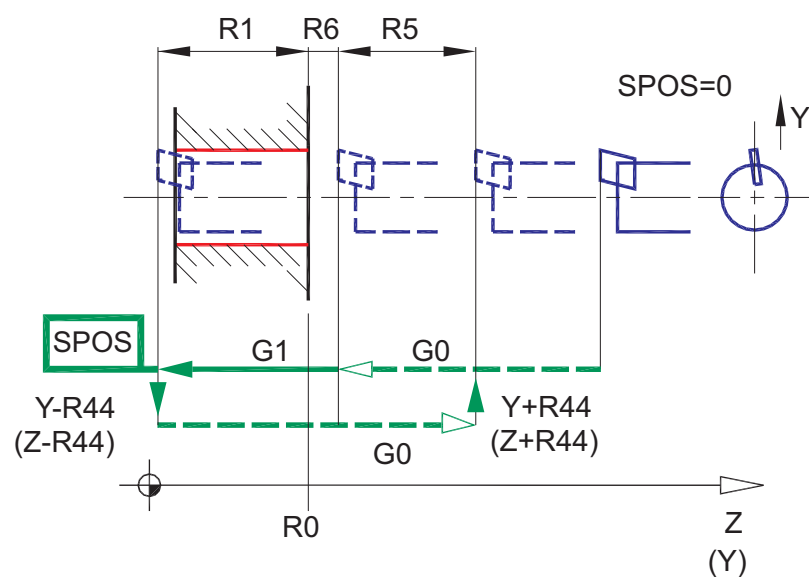 R1 R6 R5
SPOS=0
Y
SPOS
G1
G0
Y-R44
(Z-R44)
Y+R44
(Z+R44)
G0
R0
Z
(Y)